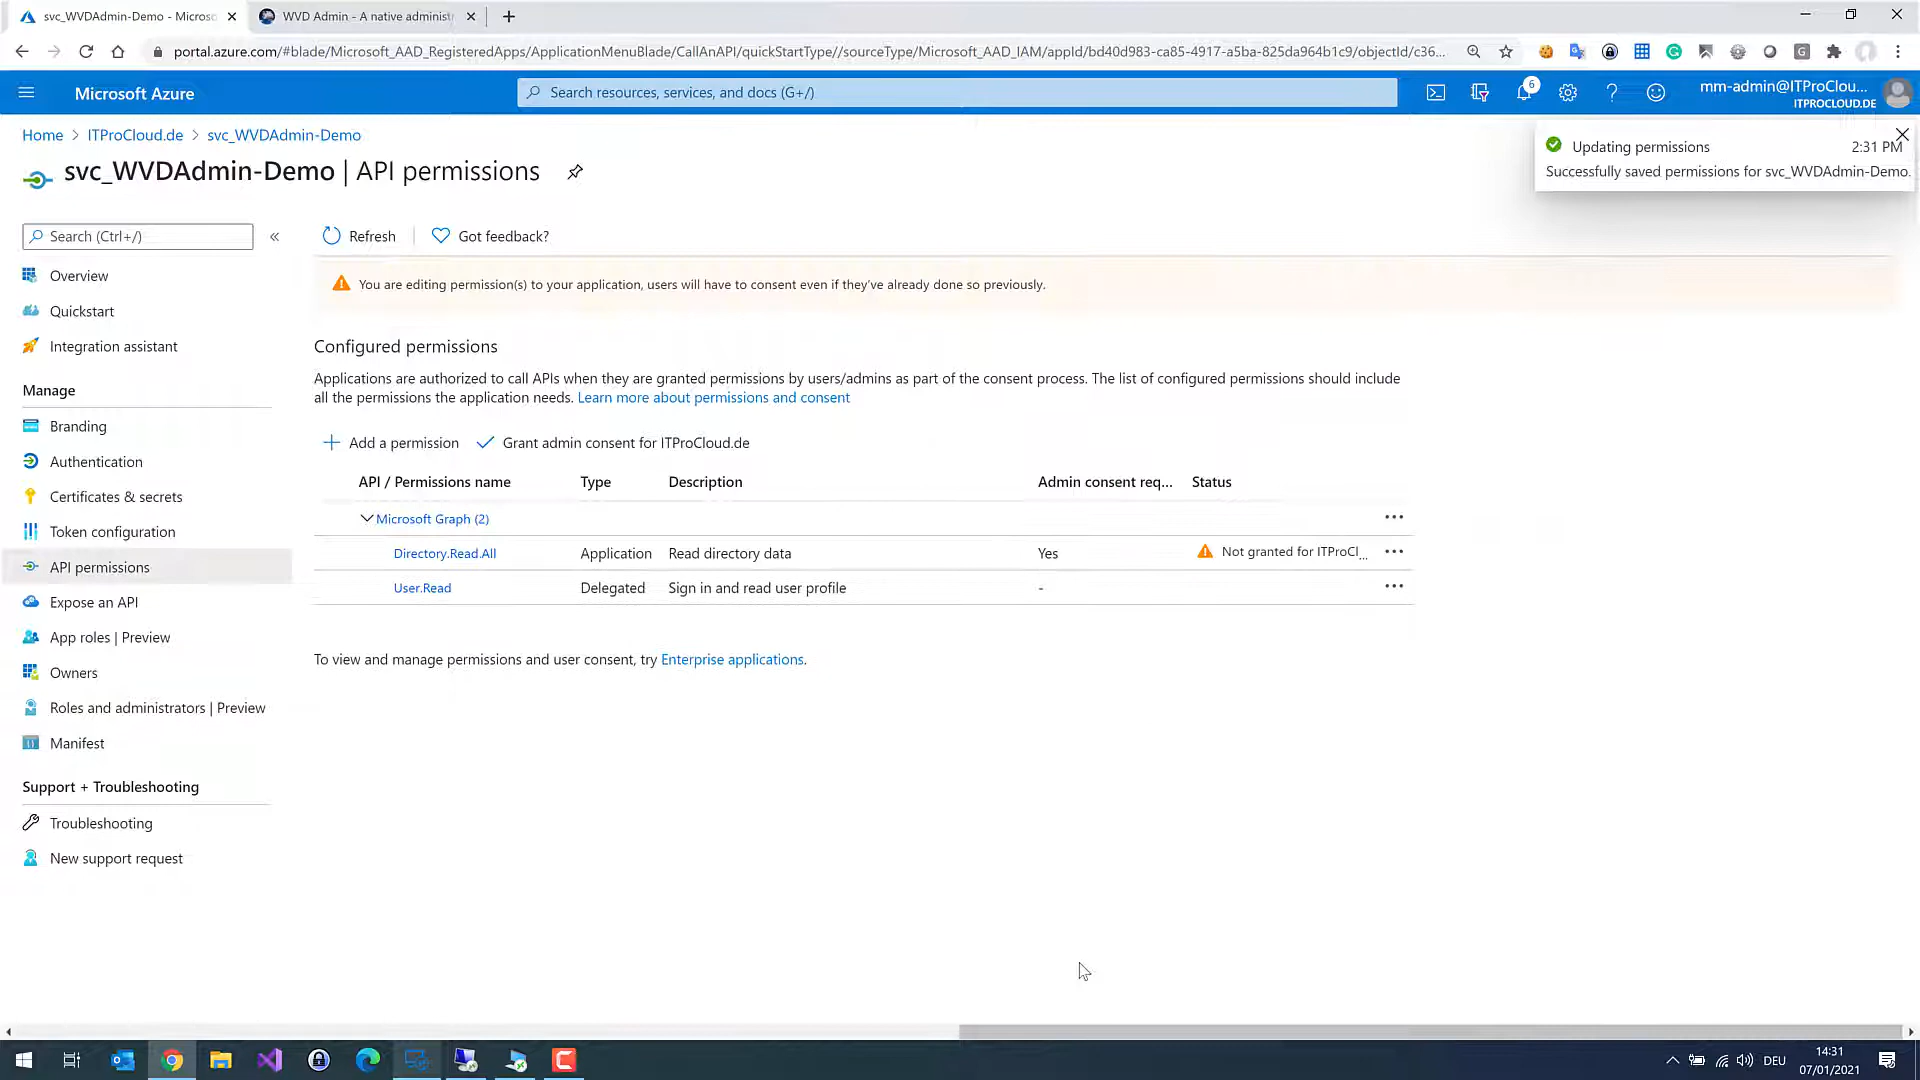 svc_WVDAdmin-Demo - Microso
WVD Admin - A native administ
portal.azure.com/#blade/Microsoft_AAD_RegisteredApps/ApplicationMenuBlade/CallAnAPI/quickStartType//sourceType/Microsoft_AAD_IAM/appId/bd40d983-ca85-4917-a5ba-825da964b1c9/objectId/c36...
Microsoft Azure
Search resources, services, and docs (G+/)
6
mm-admin@ITProClou...
ITPROCLOUD.DE
Home > ITProCloud.de > svc_WVDAdmin-Demo
svc_WVDAdmin-Demo | API permissions
Updating permissions 2:31 PM
Successfully saved permissions for svc_WVDAdmin-Demo.
Search (Ctrl+/)
«
Refresh
Got feedback?
Overview
Quickstart
Integration assistant
Manage
Branding
Authentication
Certificates & secrets
Token configuration
API permissions
Expose an API
App roles | Preview
Owners
Roles and administrators | Preview
Manifest
Support + Troubleshooting
Troubleshooting
New support request
You are editing permission(s) to your application, users will have to consent even if they've already done so previously.
Configured permissions
Applications are authorized to call APIs when they are granted permissions by users/admins as part of the consent process. The list of configured permissions should include
all the permissions the application needs. Learn more about permissions and consent
Add a permission
Grant admin consent for ITProCloud.de
API / Permissions name Type Description Admin consent req... Status
Microsoft Graph (2)
Directory.Read.All Application Read directory data Yes Not granted for ITProCl...
User.Read Delegated Sign in and read user profile -
To view and manage permissions and user consent, try Enterprise applications.
DEU
14:31
07/01/2021